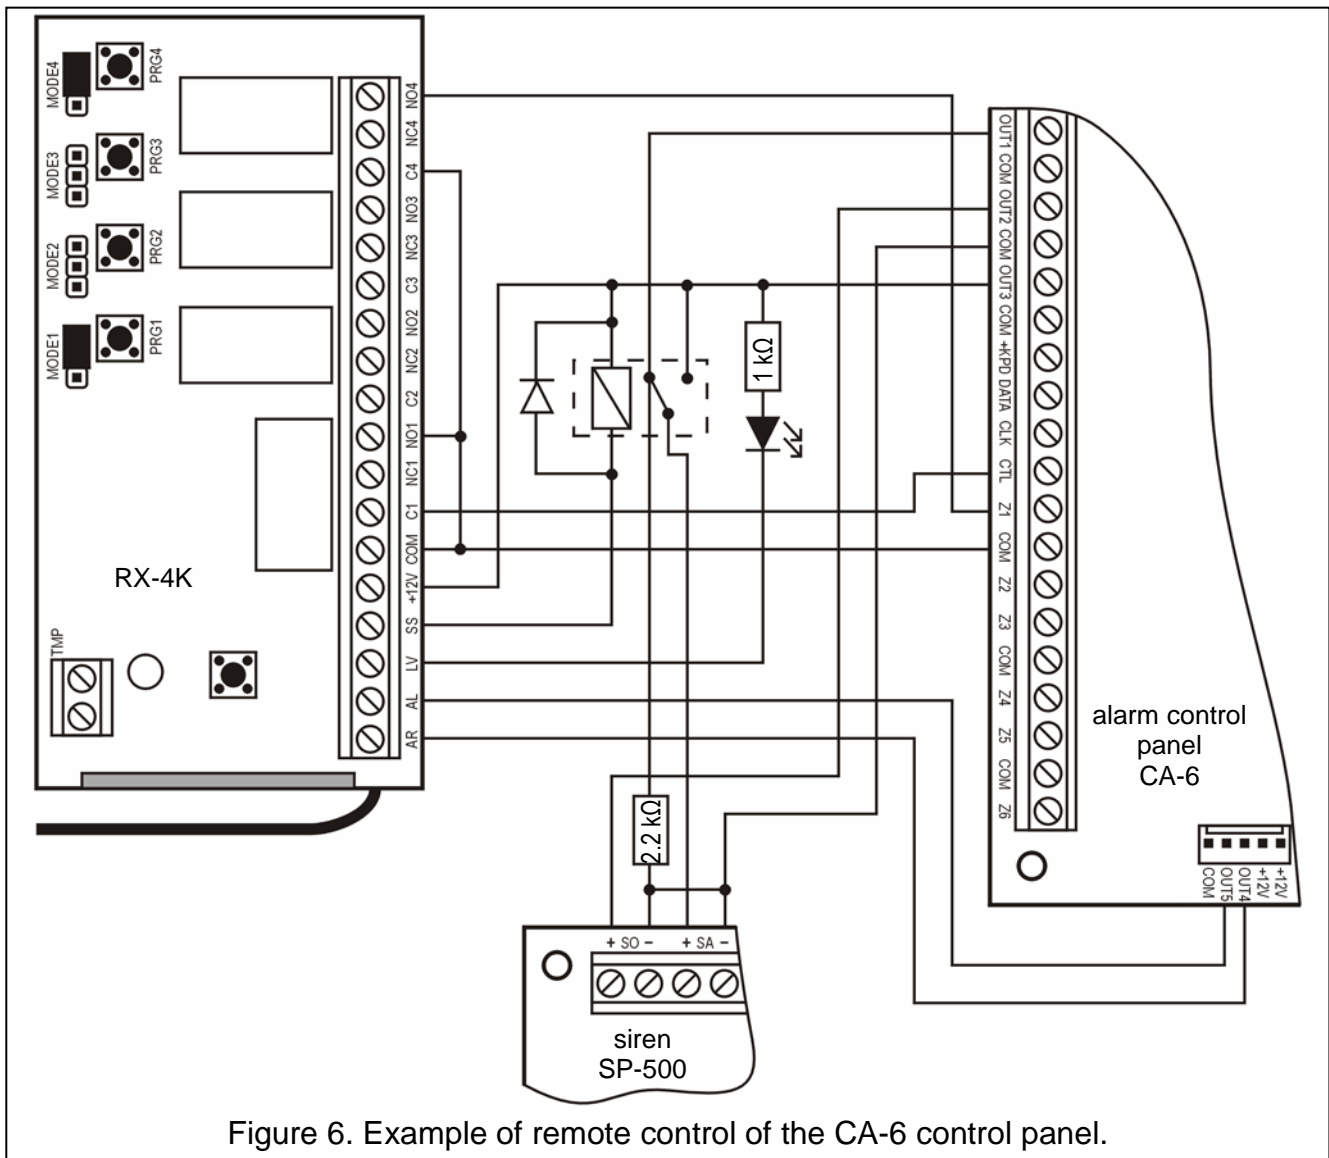 MODE4
PRG4
MODE3
PRG3
MODE2
PRG2
MODE1
PRG1
NO4
NC4
C4
NO3
NC3
C3
NO2
NC2
C2
NO1
NC1
C1
COM
+12V
SS
LV
AL
AR
RX-4K
TMP
1 kΩ
2.2 kΩ
OUT1
COM
OUT2
COM
OUT3
COM
+KPD
DATA
CLK
CTL
Z1
COM
Z2
Z3
COM
Z4
Z5
COM
Z6
alarm control
panel
CA-6
COM
OUT5
OUT4
+12V
+12V
+ SO − + SA −
siren
SP-500
Figure 6. Example of remote control of the CA-6 control panel.